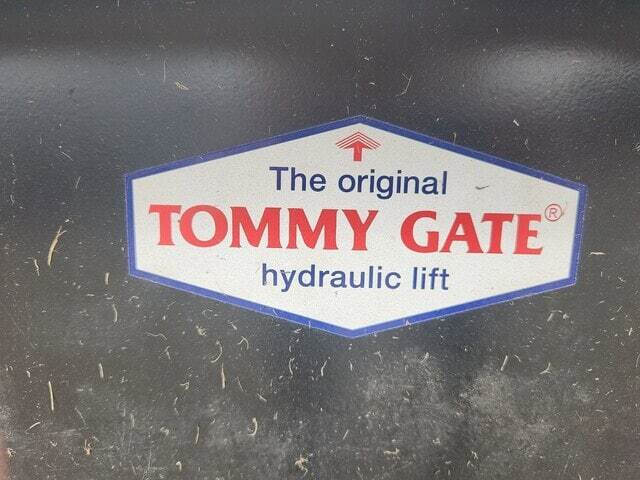 The original
TOMMY GATE®
hydraulic lift